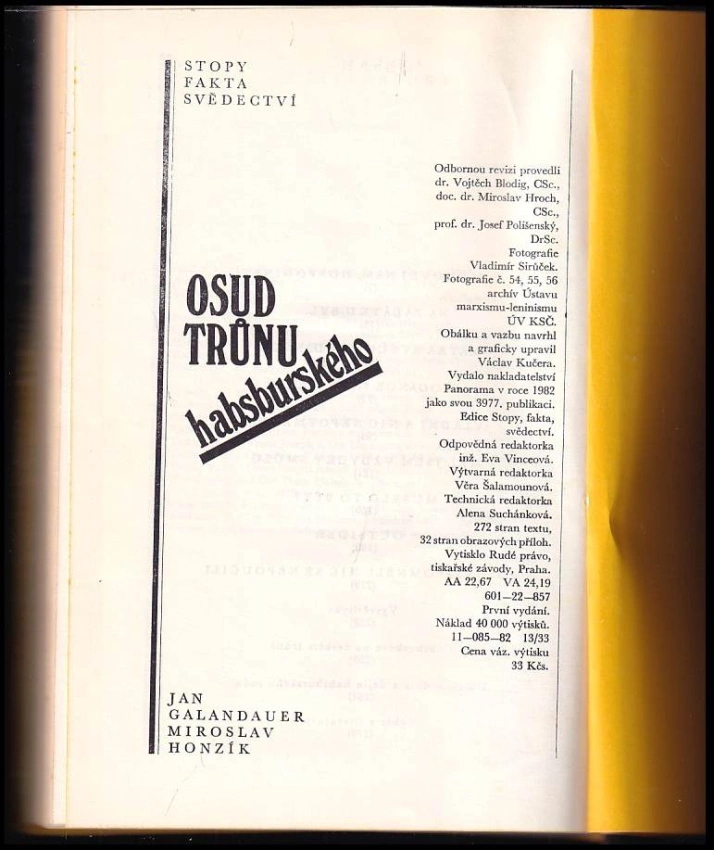 STOPY
FAKTA
SVĚDECTVÍ
OSUD
TRŮNU
habsburského
JAN
GALANDAUER
MIROSLAV
HONZÍK
Odbornou revizi provedli
dr. Vojtěch Blodig, CSc.,
doc. dr. Miroslav Hroch,
CSc.,
prof. dr. Josef Polišenský,
DrSc.
Fotografie
Vladimír Sirůček.
Fotografie č. 54, 55, 56
archív Ústavu
marxismu-leninismu
ÚV KSČ.
Obálku a vazbu navrhl
a graficky upravil
Václav Kučera.
Vydalo nakladatelství
Panorama v roce 1982
jako svou 3977. publikaci.
Edice Stopy, fakta,
svědectví.
Odpovědná redaktorka
inž. Eva Vinceová.
Výtvarná redaktorka
Věra Šalamounová.
Technická redaktorka
Alena Suchánková.
272 stran textu,
32 stran obrazových příloh.
Vytisklo Rudé právo,
tiskařské závody, Praha.
AA 22,67 VA 24,19
601—22—857
První vydání.
Náklad 40 000 výtisků.
11—085—82 13/33
Cena váz. výtisku
33 Kčs.